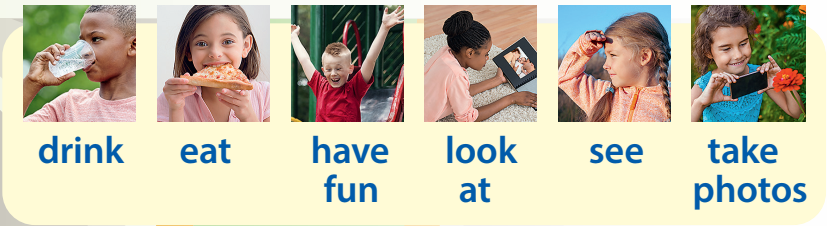 drink
eat
have
fun
look
at
see
take
photos